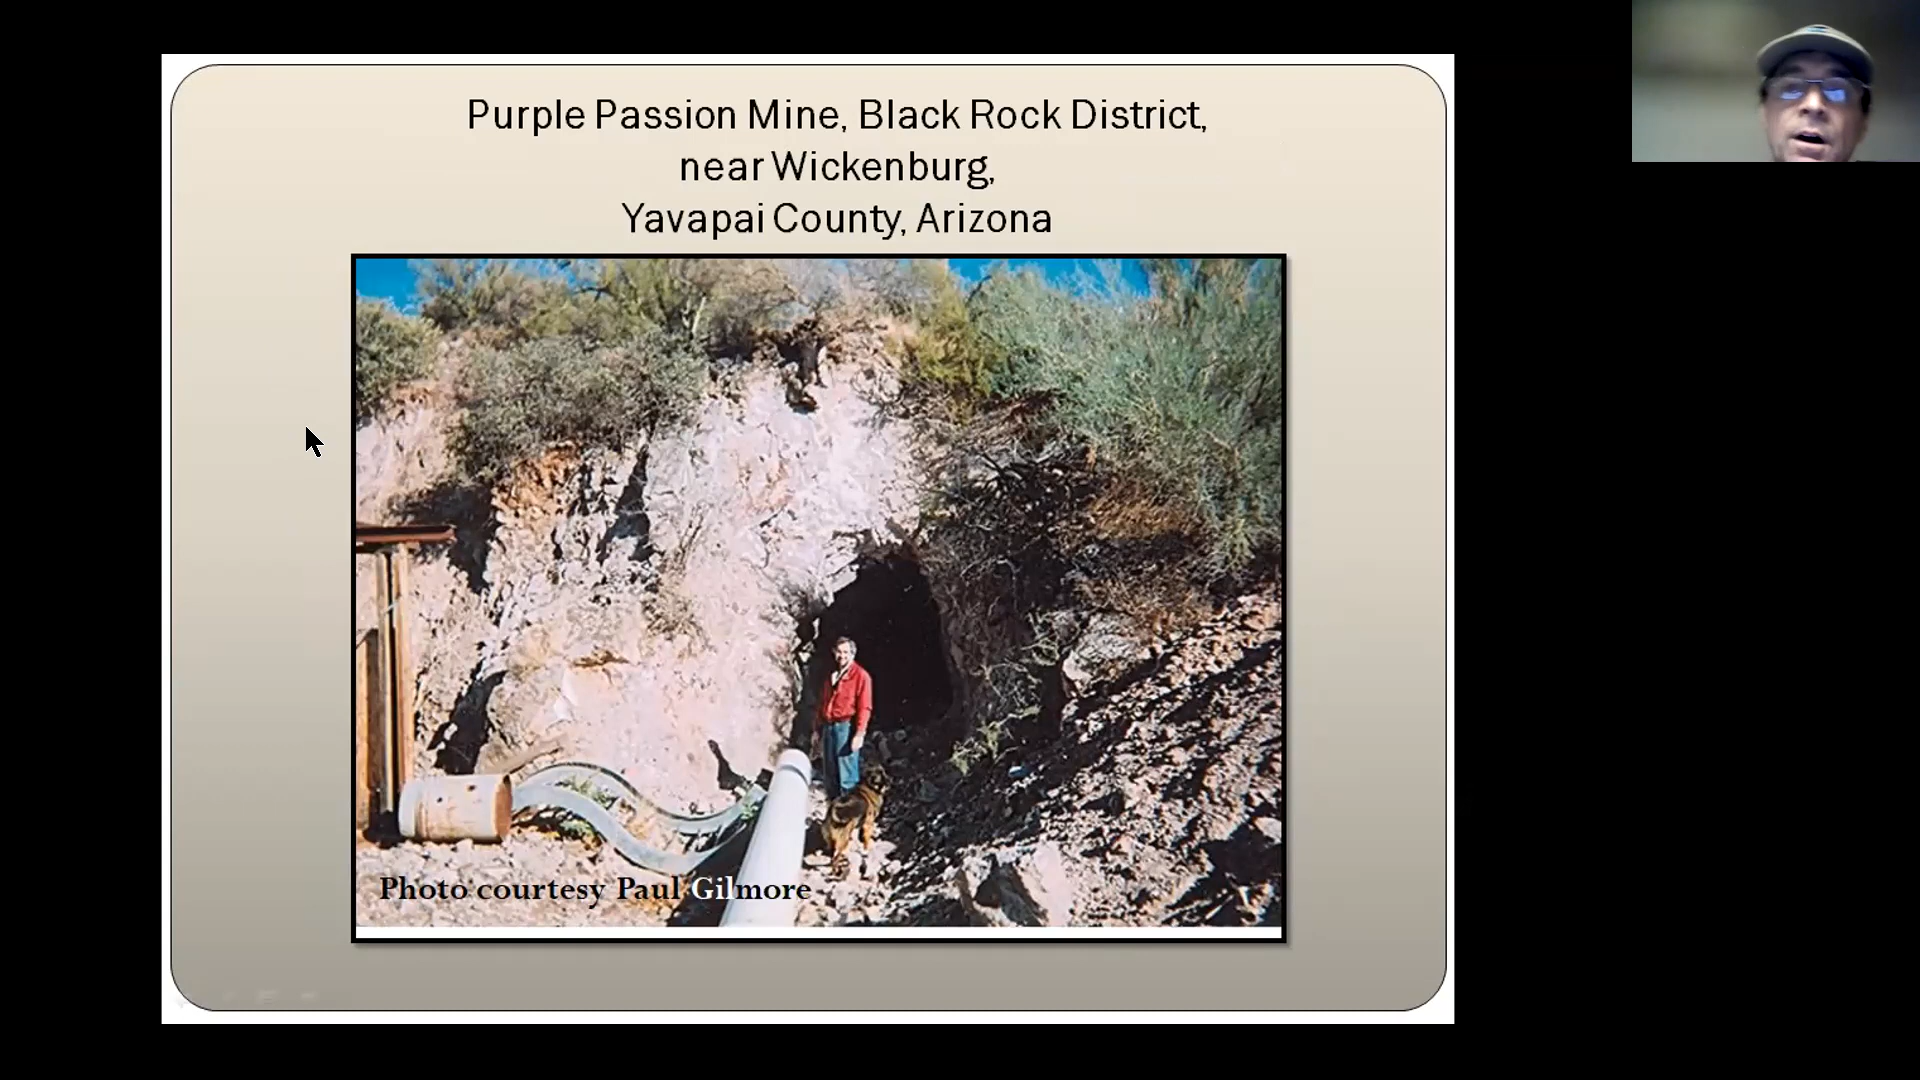 Purple Passion Mine, Black Rock District,
near Wickenburg,
Yavapai County, Arizona
Photo courtesy Paul Gilmore